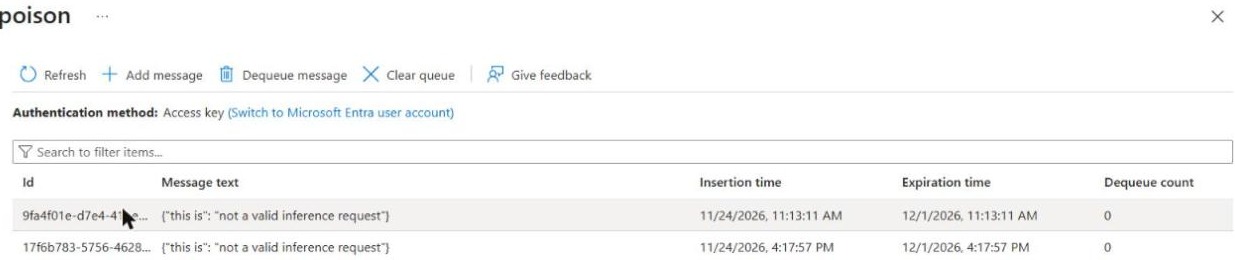 poison ...
Refresh Add message Dequeue message Clear queue Give feedback
Authentication method: Access key (Switch to Microsoft Entra user account)
Search to filter items...
Id Message text Insertion time Expiration time Dequeue count
9fa4f01e-d7e4-4 {"this is": "not a valid inference request"} 11/24/2026, 11:13:11 AM 12/1/2026, 11:13:11 AM 0
17f6b783-5756-4628... {"this is": "not a valid inference request"} 11/24/2026, 4:17:57 PM 12/1/2026, 4:17:57 PM 0